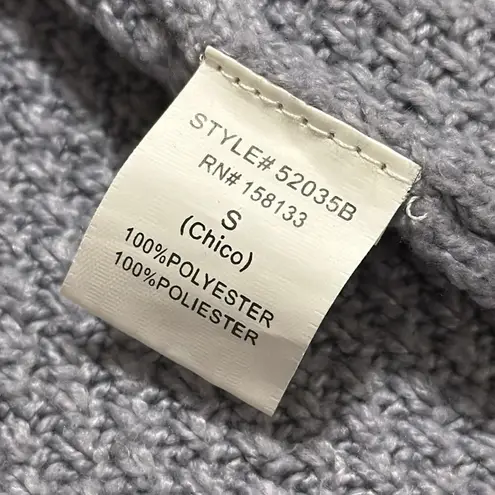 STYLE# 52035B
RN# 158133
S
(Chico)
100%POLYESTER
100%POLIESTER